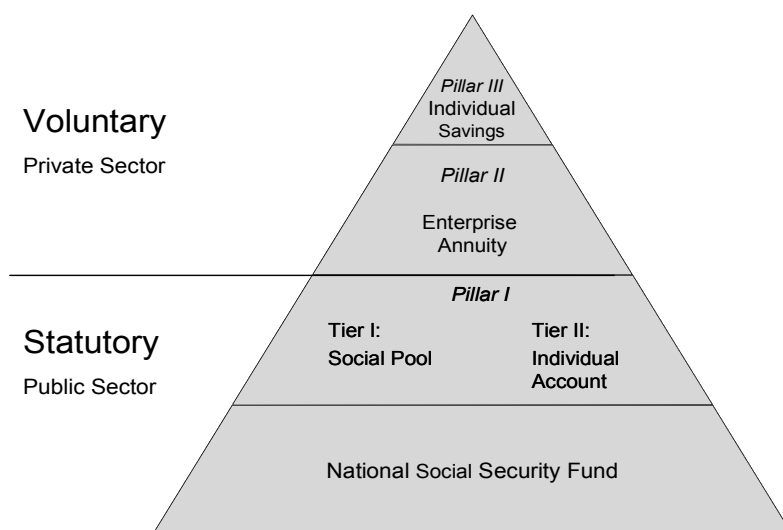 Voluntary
Private Sector
Pillar III
Individual
Savings
Pillar II
Enterprise
Annuity
Statutory
Public Sector
Pillar I
Tier I:
Social Pool
Tier II:
Individual
Account
National Social Security Fund